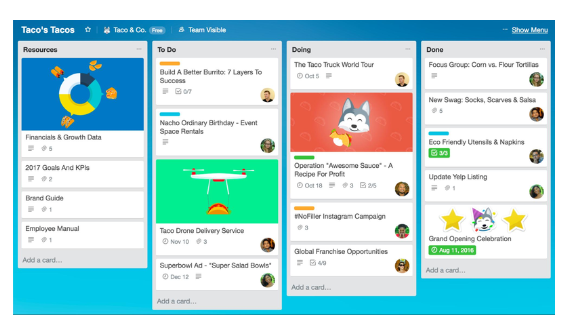 Taco's Tacos
Taco & Co.
Free
Team Visible
··· Show Menu
Resources
Financials & Growth Data
5
2017 Goals And KPIs
2
Brand Guide
1
Employee Manual
1
Add a card...
To Do
Build A Better Burrito: 7 Layers To
Success
0/7
Nacho Ordinary Birthday - Event
Space Rentals
Taco Drone Delivery Service
Nov 10
3
Superbowl Ad - "Super Salad Bowls"
Dec 12
Add a card...
Doing
The Taco Truck World Tour
Oct 5
Operation "Awesome Sauce" - A
Recipe For Profit
Oct 18
3
2/5
#NoFiller Instagram Campaign
3
Global Franchise Opportunities
4/9
Add a card...
Done
Focus Group: Corn vs. Flour Tortillas
New Swag: Socks, Scarves & Salsa
Eco Friendly Utensils & Napkins
3/3
Update Yelp Listing
1
Grand Opening Celebration
Aug 11, 2016
Add a card...